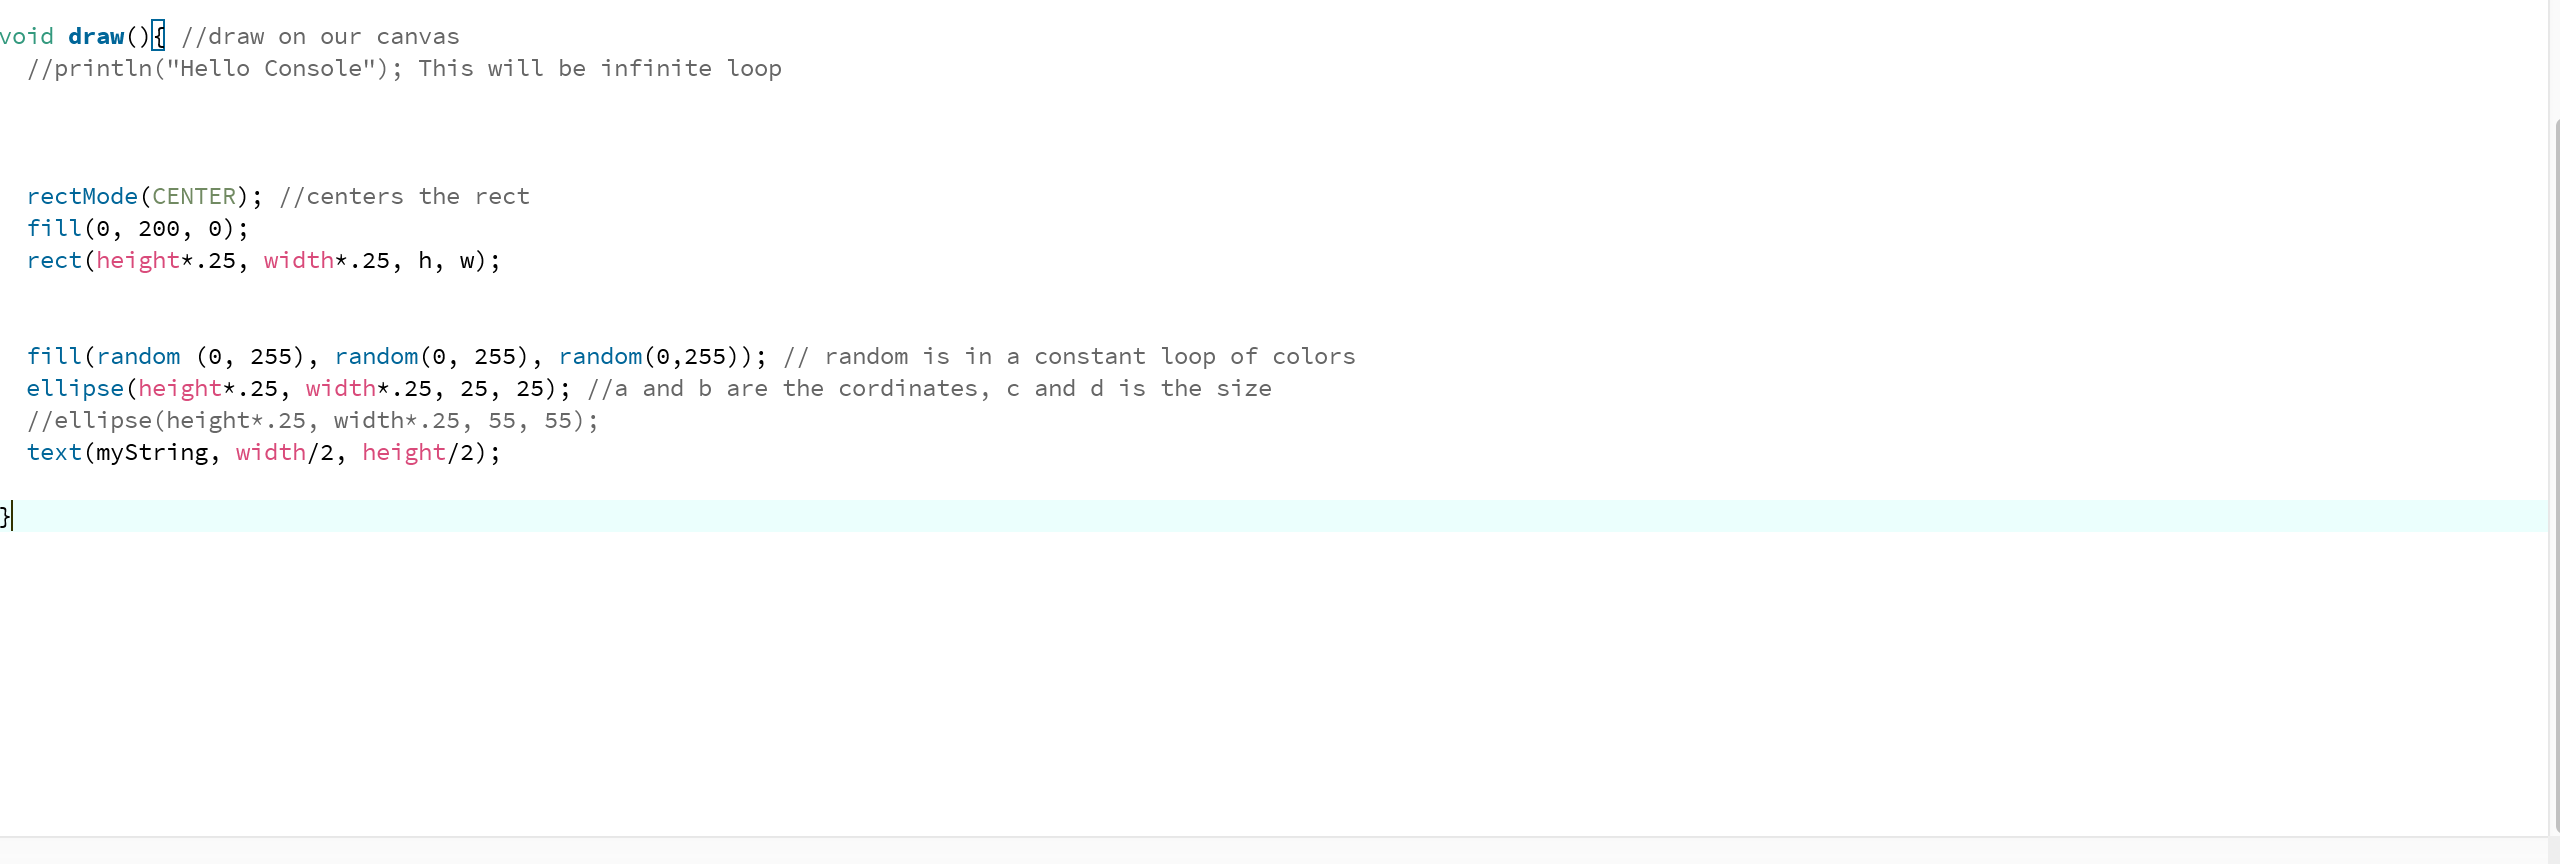 void draw(){ //draw on our canvas
//println("Hello Console"); This will be infinite loop
rectMode(CENTER); //centers the rect
fill(0, 200, 0);
rect(height*.25, width*.25, h, w);
fill(random (0, 255), random(0, 255), random(0,255)); // random is in a constant loop of colors
ellipse(height*.25, width*.25, 25, 25); //a and b are the cordinates, c and d is the size
//ellipse(height*.25, width*.25, 55, 55);
text(myString, width/2, height/2);
}